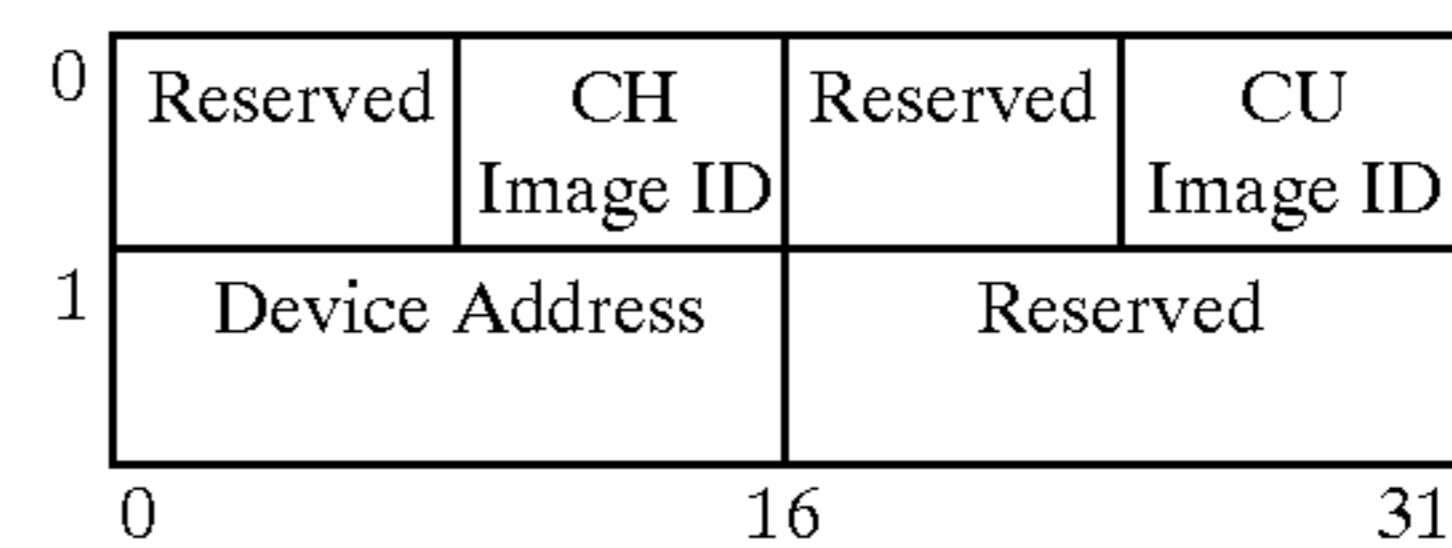 0 Reserved CH Reserved CU
Image ID Image ID
1 Device Address Reserved
0 16 31